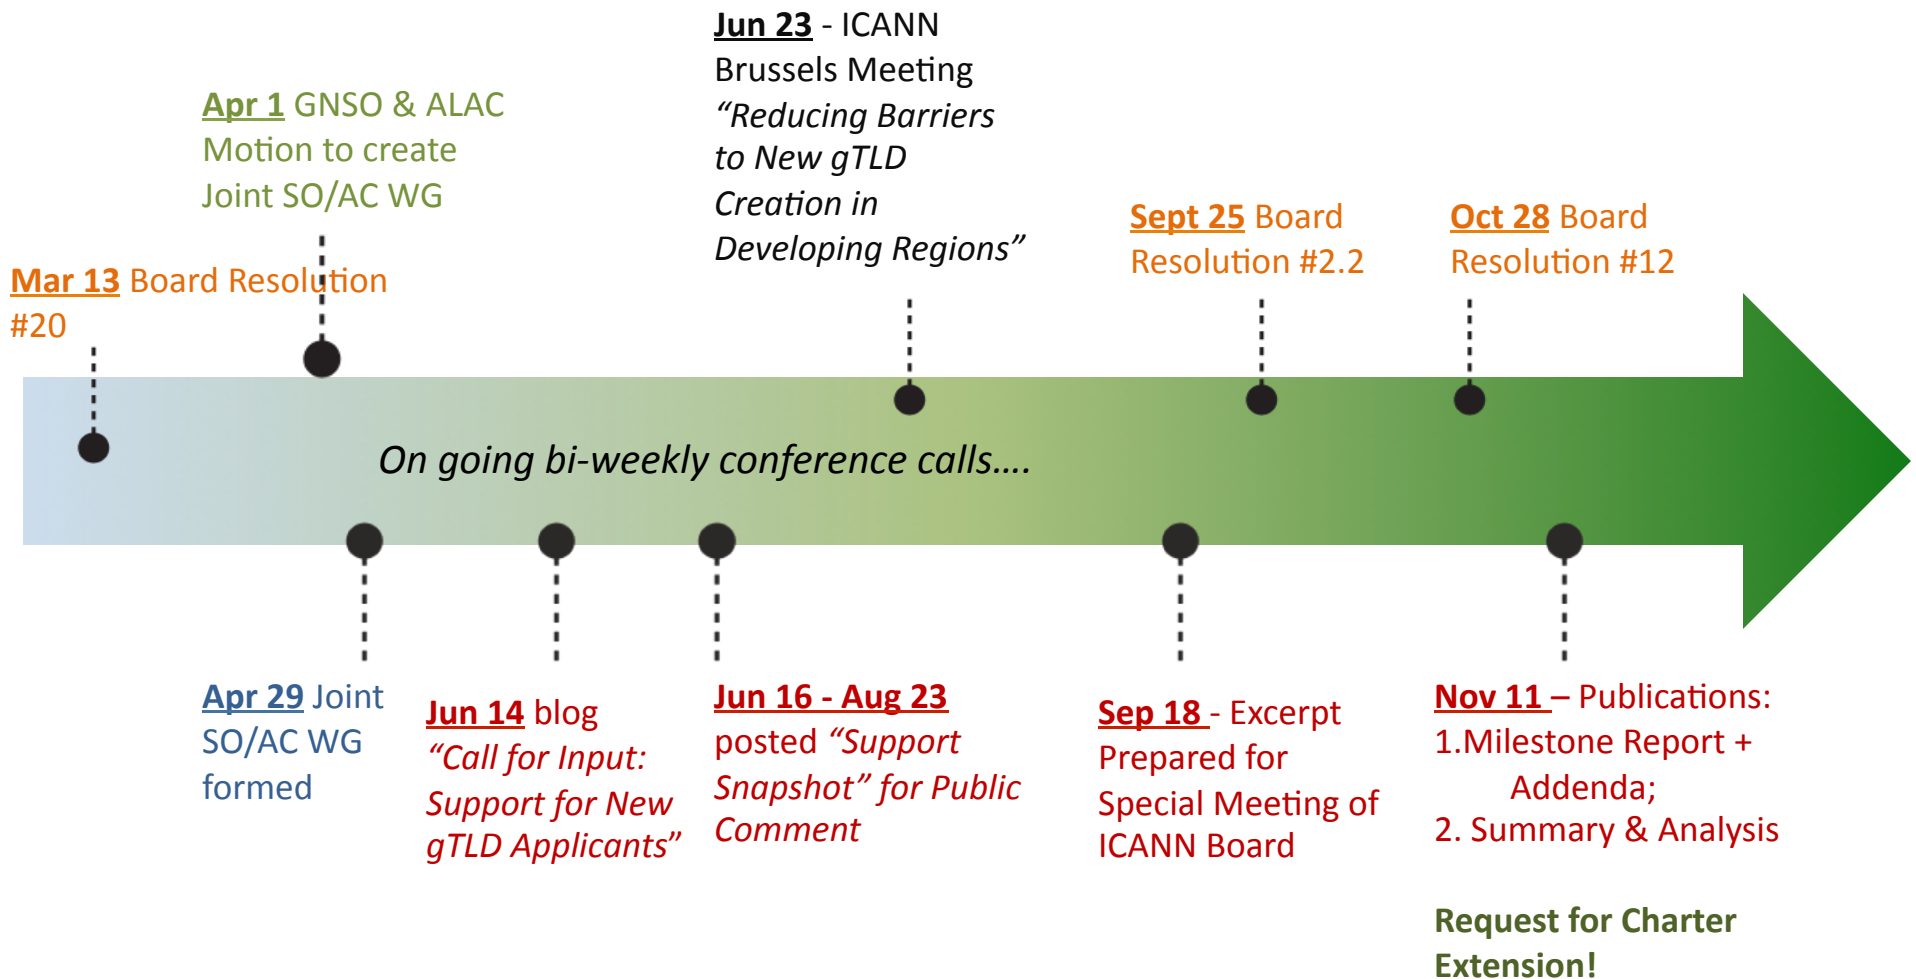 Jun 23 - ICANN
Brussels Meeting
“Reducing Barriers
to New gTLD
Creation in
Developing Regions”
Apr 1 GNSO & ALAC
Motion to create
Joint SO/AC WG
Mar 13 Board Resolution
#20
Sept 25 Board
Resolution #2.2
Oct 28 Board
Resolution #12
On going bi-weekly conference calls....
Apr 29 Joint
SO/AC WG
formed
Jun 14 blog
“Call for Input:
Support for New
gTLD Applicants”
Jun 16 - Aug 23
posted “Support
Snapshot” for Public
Comment
Sep 18 - Excerpt
Prepared for
Special Meeting of
ICANN Board
Nov 11 – Publications:
1.Milestone Report +
Addenda;
2. Summary & Analysis
Request for Charter
Extension!